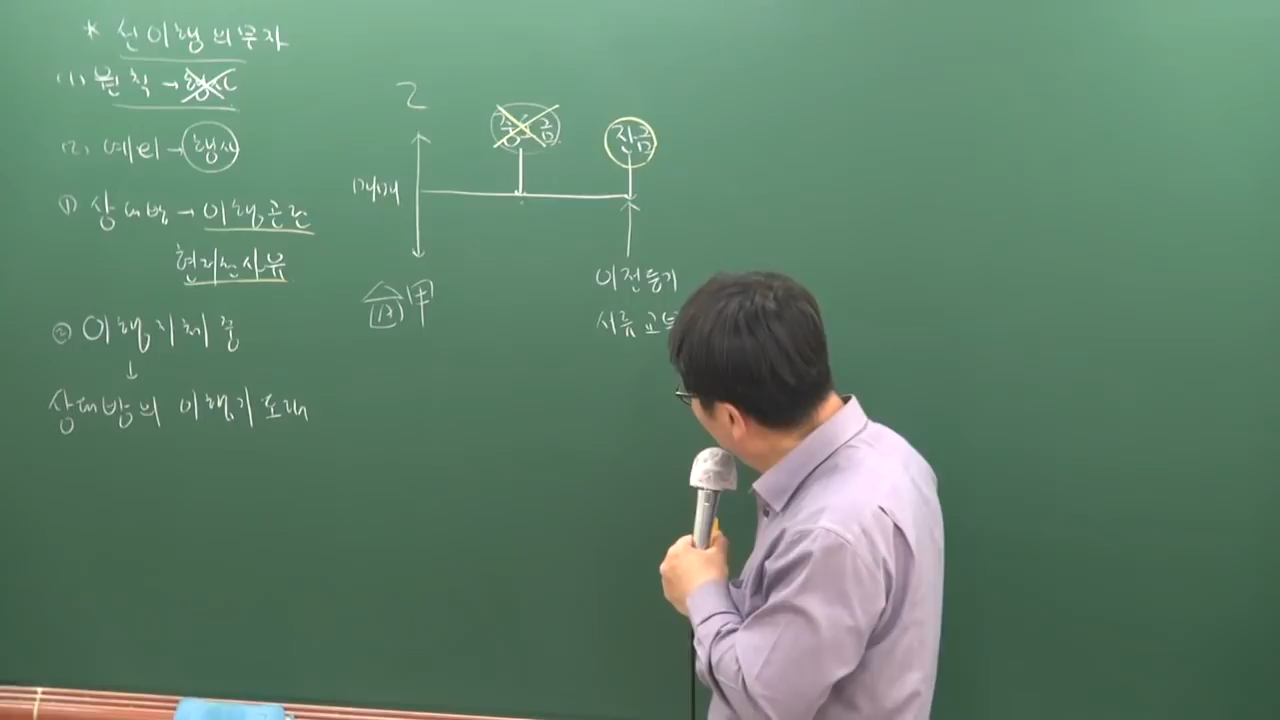 * 선이행의무자
(1) 원칙 → 행사
(2) 예외 → 행사
① 상대방 → 이행곤란
현저한 사유
② 이행지체 중
↓
상대방의 이행기 도래
乙
중도금
잔금
매매
甲
이전등기
서류 교부